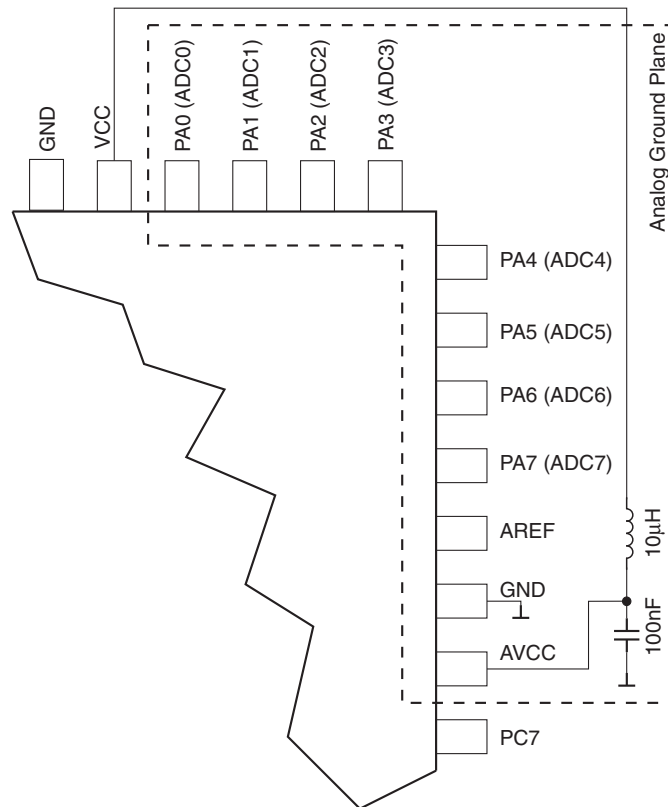 GND
VCC
PA0 (ADC0)
PA1 (ADC1)
PA2 (ADC2)
PA3 (ADC3)
Analog Ground Plane
PA4 (ADC4)
PA5 (ADC5)
PA6 (ADC6)
PA7 (ADC7)
AREF
10μH
GND
AVCC
100nF
PC7